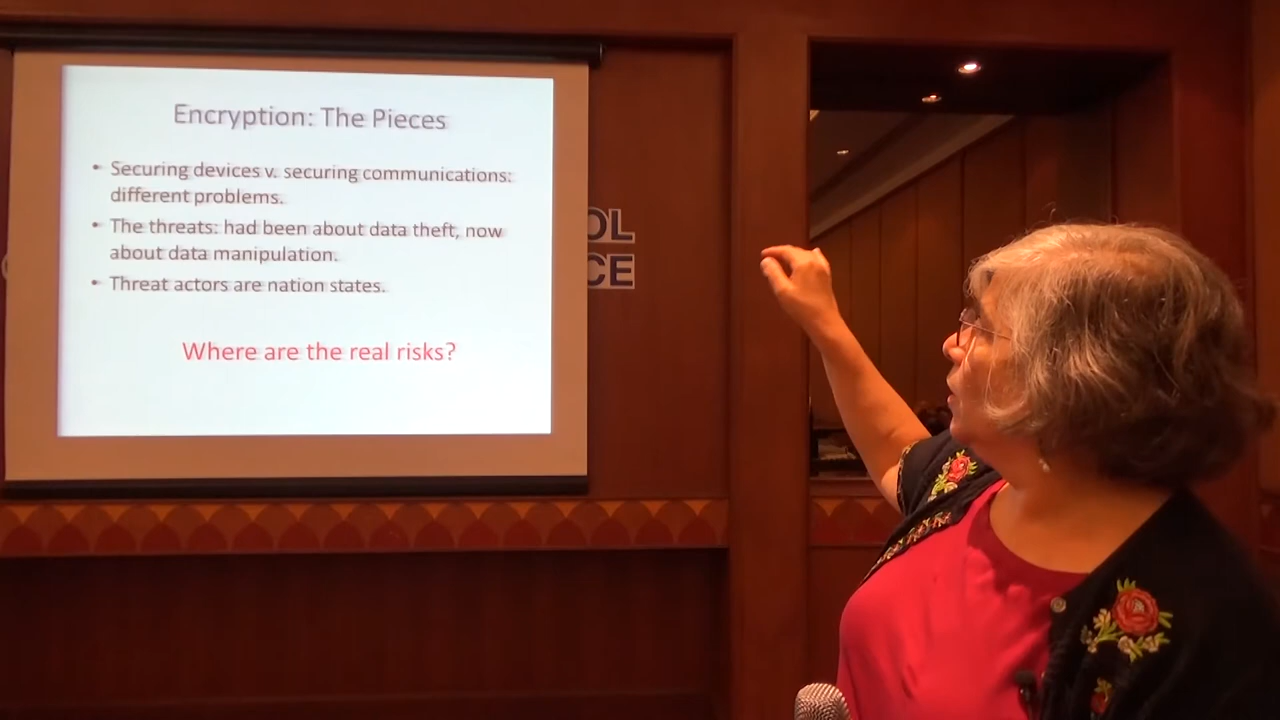 Encryption: The Pieces
• Securing devices v. securing communications:
different problems.
• The threats: had been about data theft, now
about data manipulation.
• Threat actors are nation states.
Where are the real risks?
OL
CE